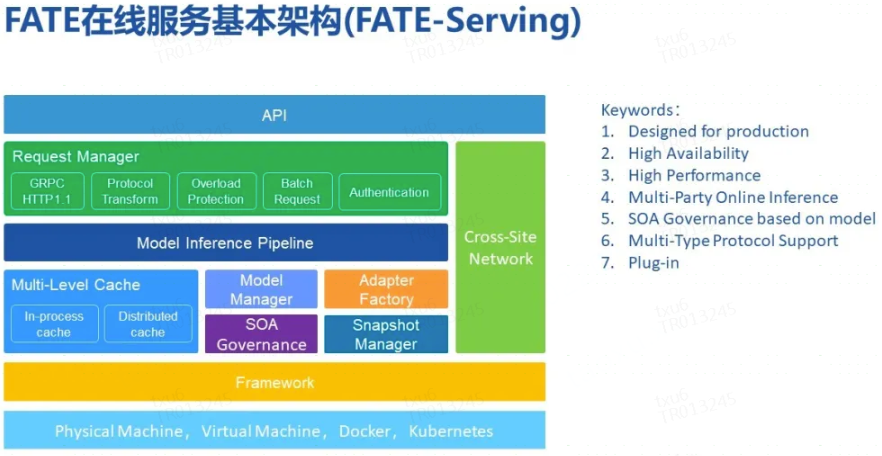 FATE在线服务基本架构(FATE-Serving)
API
Request Manager
GRPC
HTTP1.1
Protocol
Transform
Overload
Protection
Batch
Request
Authentication
Model Inference Pipeline
Cross-Site
Network
Multi-Level Cache
In-process
cache
Distributed
cache
Model
Manager
Adapter
Factory
SOA
Governance
Snapshot
Manager
Framework
Physical Machine，Virtual Machine，Docker，Kubernetes
Keywords：
1. Designed for production
2. High Availability
3. High Performance
4. Multi-Party Online Inference
5. SOA Governance based on model
6. Multi-Type Protocol Support
7. Plug-in
txu6
TR013245